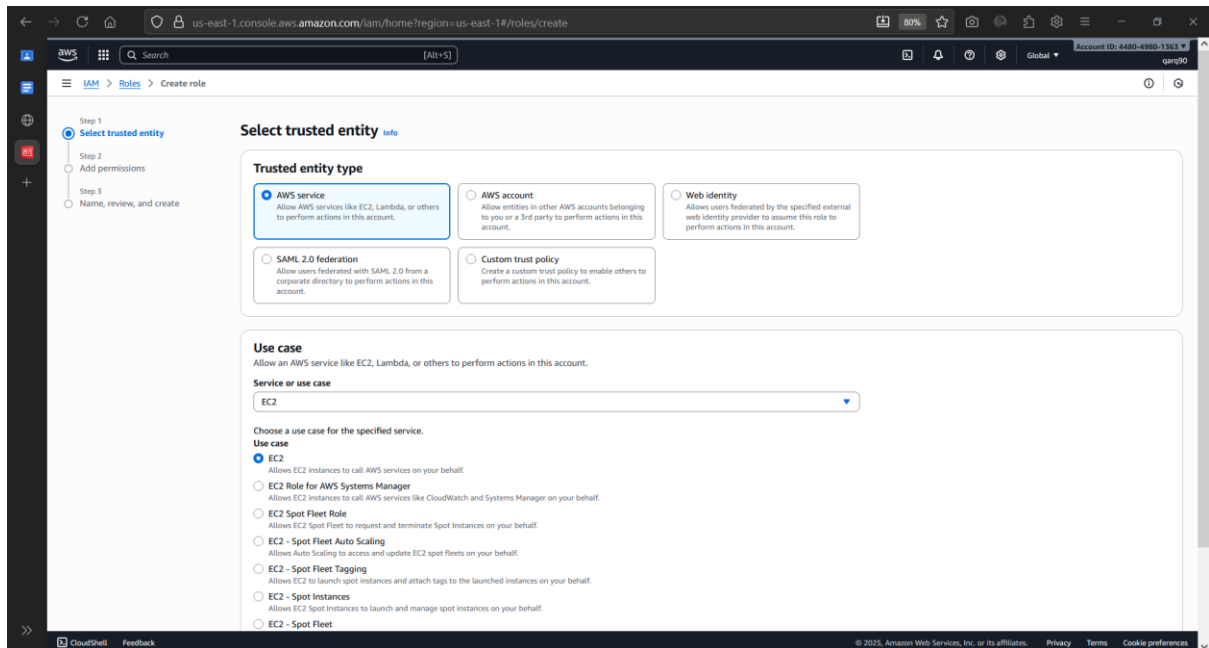 us-east-1.console.aws.amazon.com/iam/home?region=us-east-1#/roles/create
80%
aws
Search
[Alt+S]
Global
Account ID: 4480-4980-1363
qarq90
IAM > Roles > Create role
Step 1
Select trusted entity
Step 2
Add permissions
Step 3
Name, review, and create
Select trusted entity Info
Trusted entity type
AWS service
Allow AWS services like EC2, Lambda, or others
to perform actions in this account.
AWS account
Allow entities in other AWS accounts belonging
to you or a 3rd party to perform actions in this
account.
Web identity
Allows users federated by the specified external
web identity provider to assume this role to
perform actions in this account.
SAML 2.0 federation
Allow users federated with SAML 2.0 from a
corporate directory to perform actions in this
account.
Custom trust policy
Create a custom trust policy to enable others to
perform actions in this account.
Use case
Allow an AWS service like EC2, Lambda, or others to perform actions in this account.
Service or use case
EC2
Choose a use case for the specified service.
Use case
EC2
Allows EC2 instances to call AWS services on your behalf.
EC2 Role for AWS Systems Manager
Allows EC2 instances to call AWS services like CloudWatch and Systems Manager on your behalf.
EC2 Spot Fleet Role
Allows EC2 Spot Fleet to request and terminate Spot Instances on your behalf.
EC2 - Spot Fleet Auto Scaling
Allows Auto Scaling to access and update EC2 spot fleets on your behalf.
EC2 - Spot Fleet Tagging
Allows EC2 to launch spot instances and attach tags to the launched instances on your behalf.
EC2 - Spot Instances
Allows EC2 Spot Instances to launch and manage spot instances on your behalf.
EC2 - Spot Fleet
CloudShell Feedback
© 2025, Amazon Web Services, Inc. or its affiliates. Privacy Terms Cookie preferences